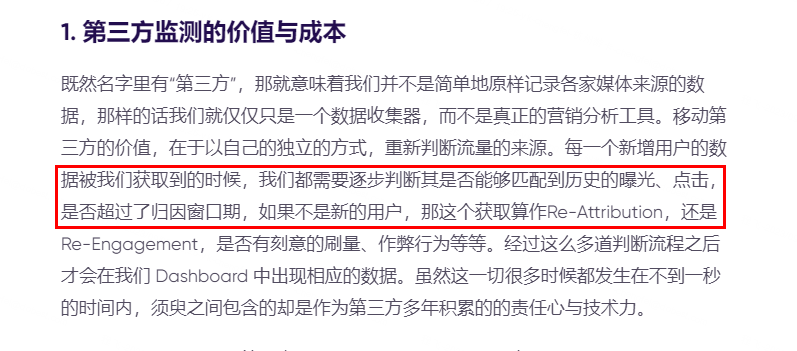 1. 第三方监测的价值与成本
既然名字里有“第三方”，那就意味着我们并不是简单地原样记录各家媒体来源的数
据，那样的话我们就仅仅只是一个数据收集器，而不是真正的营销分析工具。移动第
三方的价值，在于以自己的独立的方式，重新判断流量的来源。每一个新增用户的数
据被我们获取到的时候，我们都需要逐步判断其是否能够匹配到历史的曝光、点击，
是否超过了归因窗口期，如果不是新的用户，那这个获取算作Re-Attribution，还是
Re-Engagement，是否有刻意的刷量、作弊行为等等。经过这么多道判断流程之后
才会在我们 Dashboard 中出现相应的数据。虽然这一切很多时候都发生在不到一秒
的时间内，须臾之间包含的却是作为第三方多年积累的的责任心与技术力。